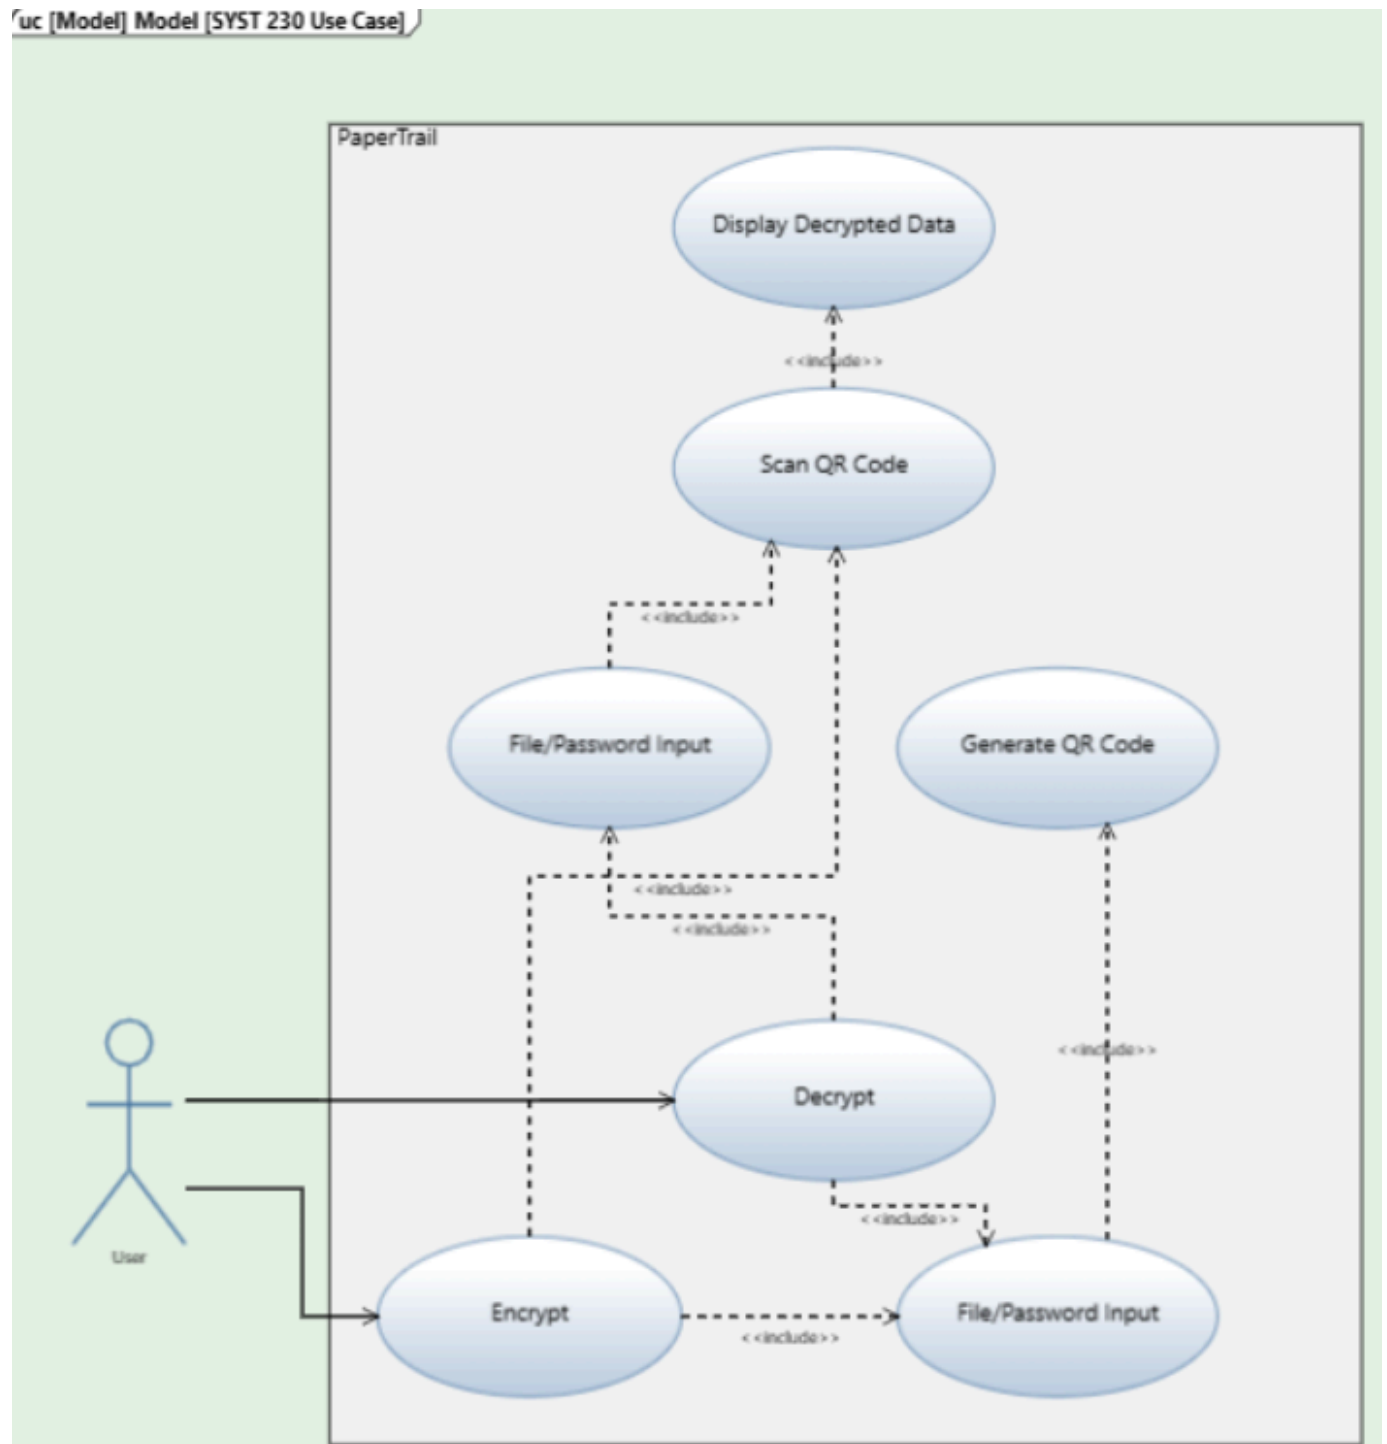 uc [Model] Model [SYST 230 Use Case]
PaperTrail
Display Decrypted Data
<<include>>
Scan QR Code
<<include>>
File/Password Input
Generate QR Code
<<include>>
<<include>>
<<include>>
Decrypt
<<include>>
User
Encrypt
File/Password Input
<<include>>